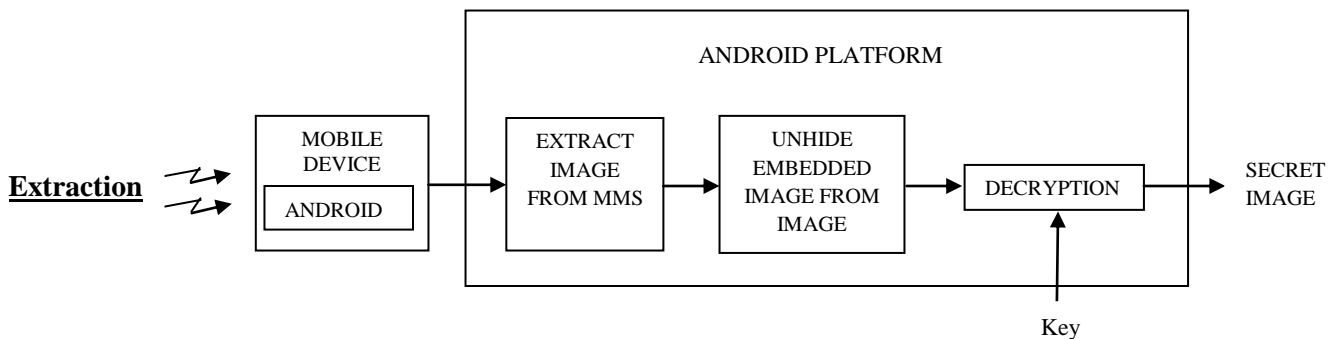 ANDROID PLATFORM
Extraction
MOBILE
DEVICE
ANDROID
EXTRACT
IMAGE
FROM MMS
UNHIDE
EMBEDDED
IMAGE FROM
IMAGE
DECRYPTION
SECRET
IMAGE
Key